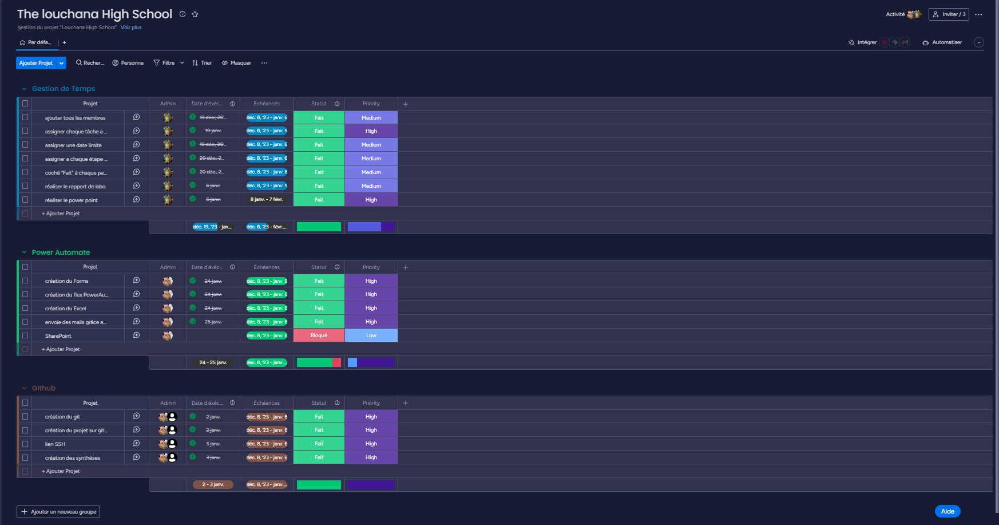 The louchana High School
Activité
Inviter / 3
gestion du projet "Louchana High School" Voir plus
Par défa...
+
Intégrer
Automatiser
Ajouter Projet
Recher...
Personne
Filtre
Trier
Masquer
...
Gestion de Temps
Projet Admin Date d'éxéc... Échéances Statut Priority +
ajouter tous les membres 19 déc., 20... déc. 8, '23 - janv. 6 Fait Medium
assigner chaque tâche a ... 19 janv. déc. 8, '23 - janv. 5 Fait High
assigner une date limite 19 déc., 20... déc. 8, '23 - janv. 6 Fait Medium
assigner a chaque étape ... 20 déc., 2... déc. 8, '23 - janv. 6 Fait Medium
coché "Fait" à chaque pa... 20 déc., 2... déc. 8, '23 - janv. 6 Fait Medium
réaliser le rapport de labo 6 janv. déc. 8, '23 - janv. 5 Fait Medium
réaliser le power point 6 janv. 8 janv. - 7 févr. Fait High
+ Ajouter Projet
déc. 19, '23 - jan... déc. 8, '23 - févr....
Power Automate
Projet Admin Date d'éxéc... Échéances Statut Priority +
création du Forms 24 janv. déc. 8, '23 - janv. 6 Fait High
création du flux PowerAu... 24 janv. déc. 8, '23 - janv. 6 Fait High
création du Excel 24 janv. déc. 8, '23 - janv. 6 Fait High
envoie des mails grâce a... 25 janv. déc. 8, '23 - janv. 6 Fait High
SharePoint déc. 8, '23 - janv. 6 Bloqué Low
+ Ajouter Projet
24 - 25 janv. déc. 8, '23 - janv....
Github
Projet Admin Date d'éxéc... Échéances Statut Priority +
création du git 2 janv. déc. 8, '23 - janv. 6 Fait High
création du projet sur git... 2 janv. déc. 8, '23 - janv. 6 Fait High
lien SSH 3 janv. déc. 8, '23 - janv. 6 Fait High
création des synthèses 3 janv. déc. 8, '23 - janv. 6 Fait High
+ Ajouter Projet
2 - 3 janv. déc. 8, '23 - janv....
+ Ajouter un nouveau groupe
Aide